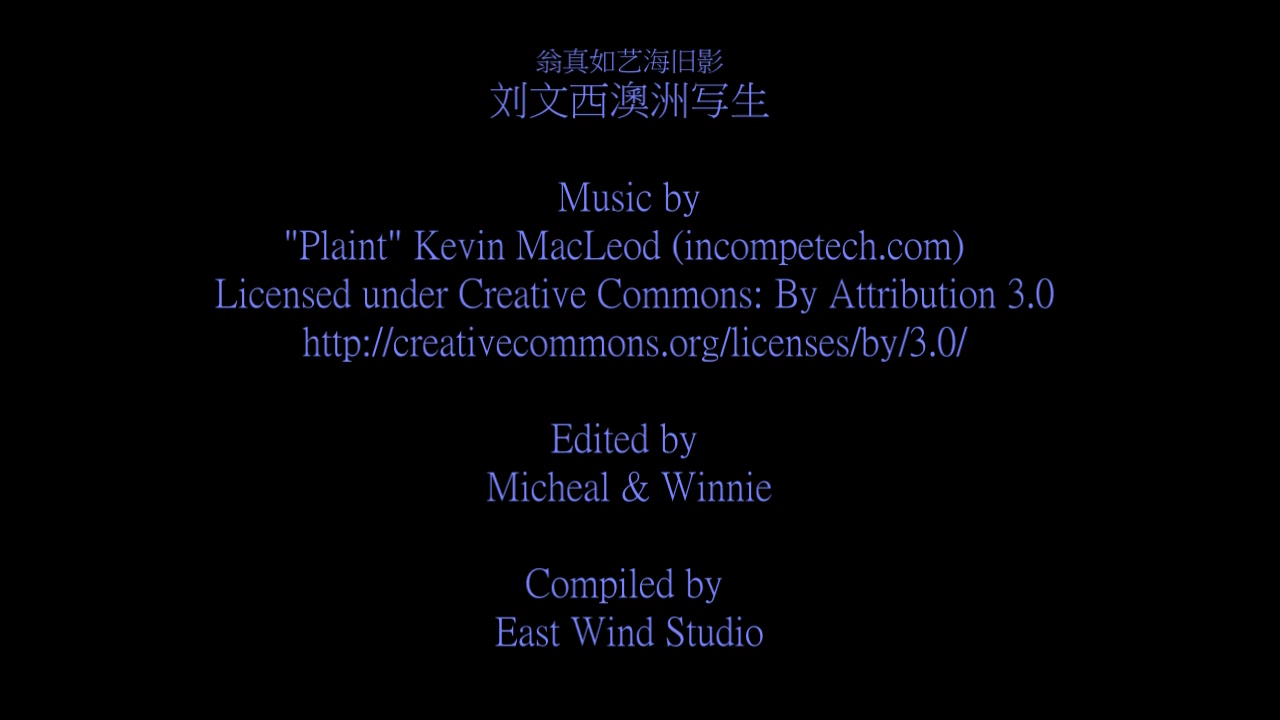 翁真如艺海旧影
刘文西澳洲写生
Music by
"Plaint" Kevin MacLeod (incompetech.com)
Licensed under Creative Commons: By Attribution 3.0
http://creativecommons.org/licenses/by/3.0/
Edited by
Micheal & Winnie
Compiled by
East Wind Studio